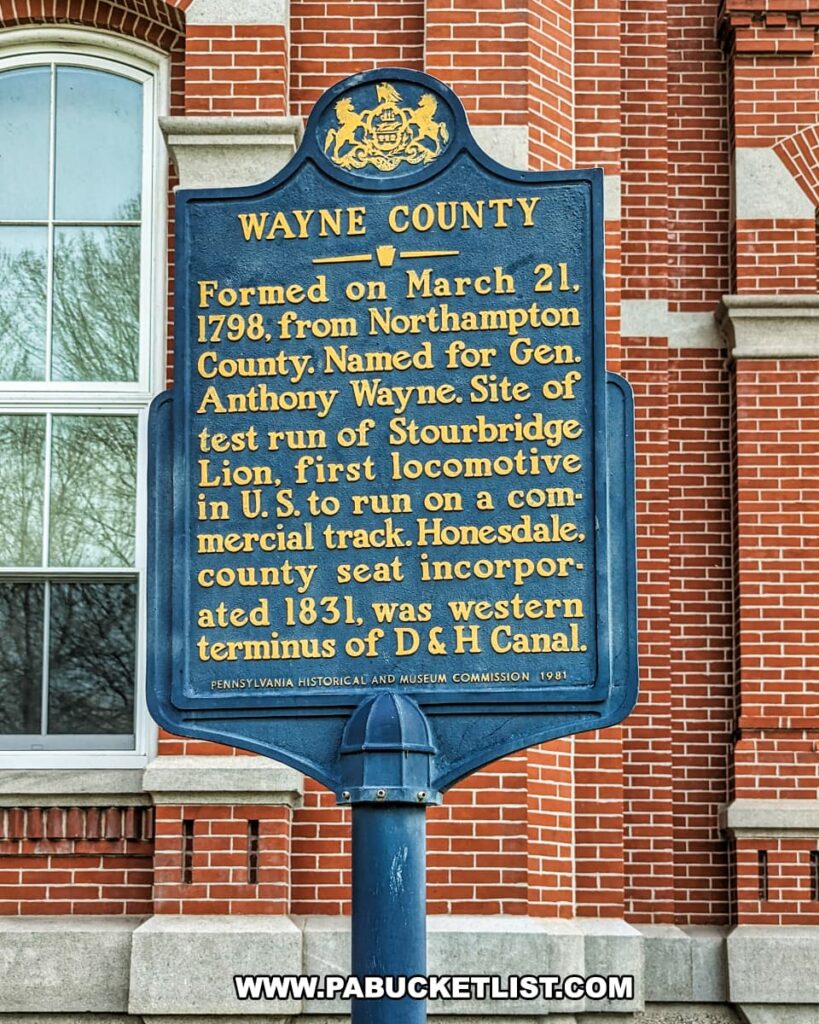 WAYNE COUNTY
Formed on March 21,
1798, from Northampton
County. Named for Gen.
Anthony Wayne. Site of
test run of Stourbridge
Lion, first locomotive
in U. S. to run on a com-
mercial track. Honesdale,
county seat incorpor-
ated 1831, was western
terminus of D & H Canal.
PENNSYLVANIA HISTORICAL AND MUSEUM COMMISSION 1981
WWW.PABUCKETLIST.COM